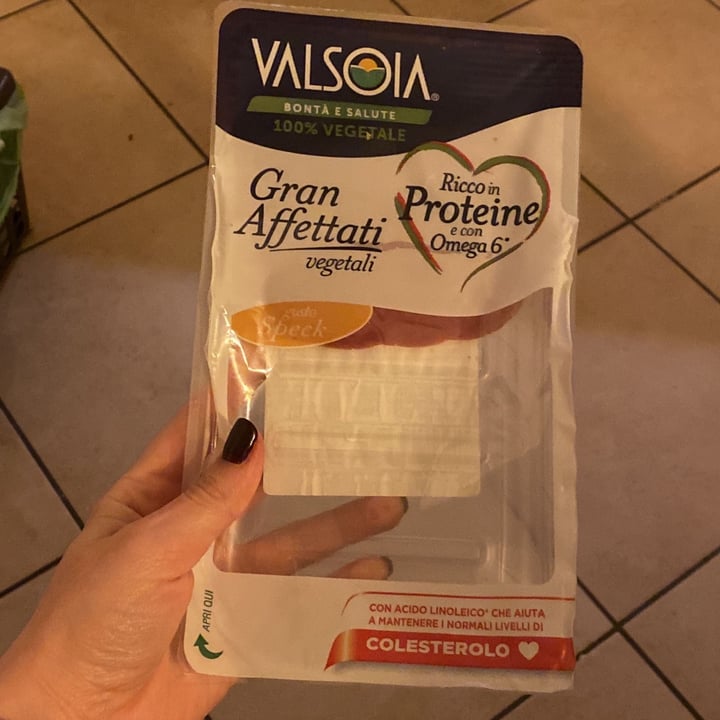 VALSOIA®
BONTÀ E SALUTE
100% VEGETALE
Gran
Affettati
vegetali
Ricco in
Proteine
e con
Omega 6*
gusto
Speck
APRI QUI
CON ACIDO LINOLEICO* CHE AIUTA
A MANTENERE I NORMALI LIVELLI DI
COLESTEROLO